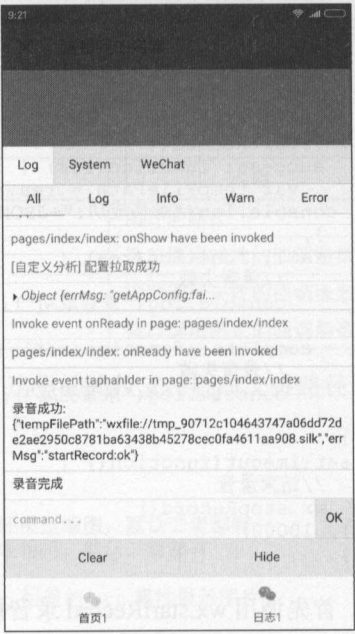 9:21
Log System WeChat
All Log Info Warn Error
pages/index/index: onShow have been invoked
[自定义分析] 配置拉取成功
▸ Object {errMsg: "getAppConfig:fai...
Invoke event onReady in page: pages/index/index
pages/index/index: onReady have been invoked
Invoke event taphanlder in page: pages/index/index
录音成功:
{"tempFilePath":"wxfile://tmp_90712c104643747a06dd72d
e2ae2950c8781ba63438b45278cec0fa4611aa908.silk","err
Msg":"startRecord:ok"}
录音完成
command... OK
Clear Hide
首页1 日志1